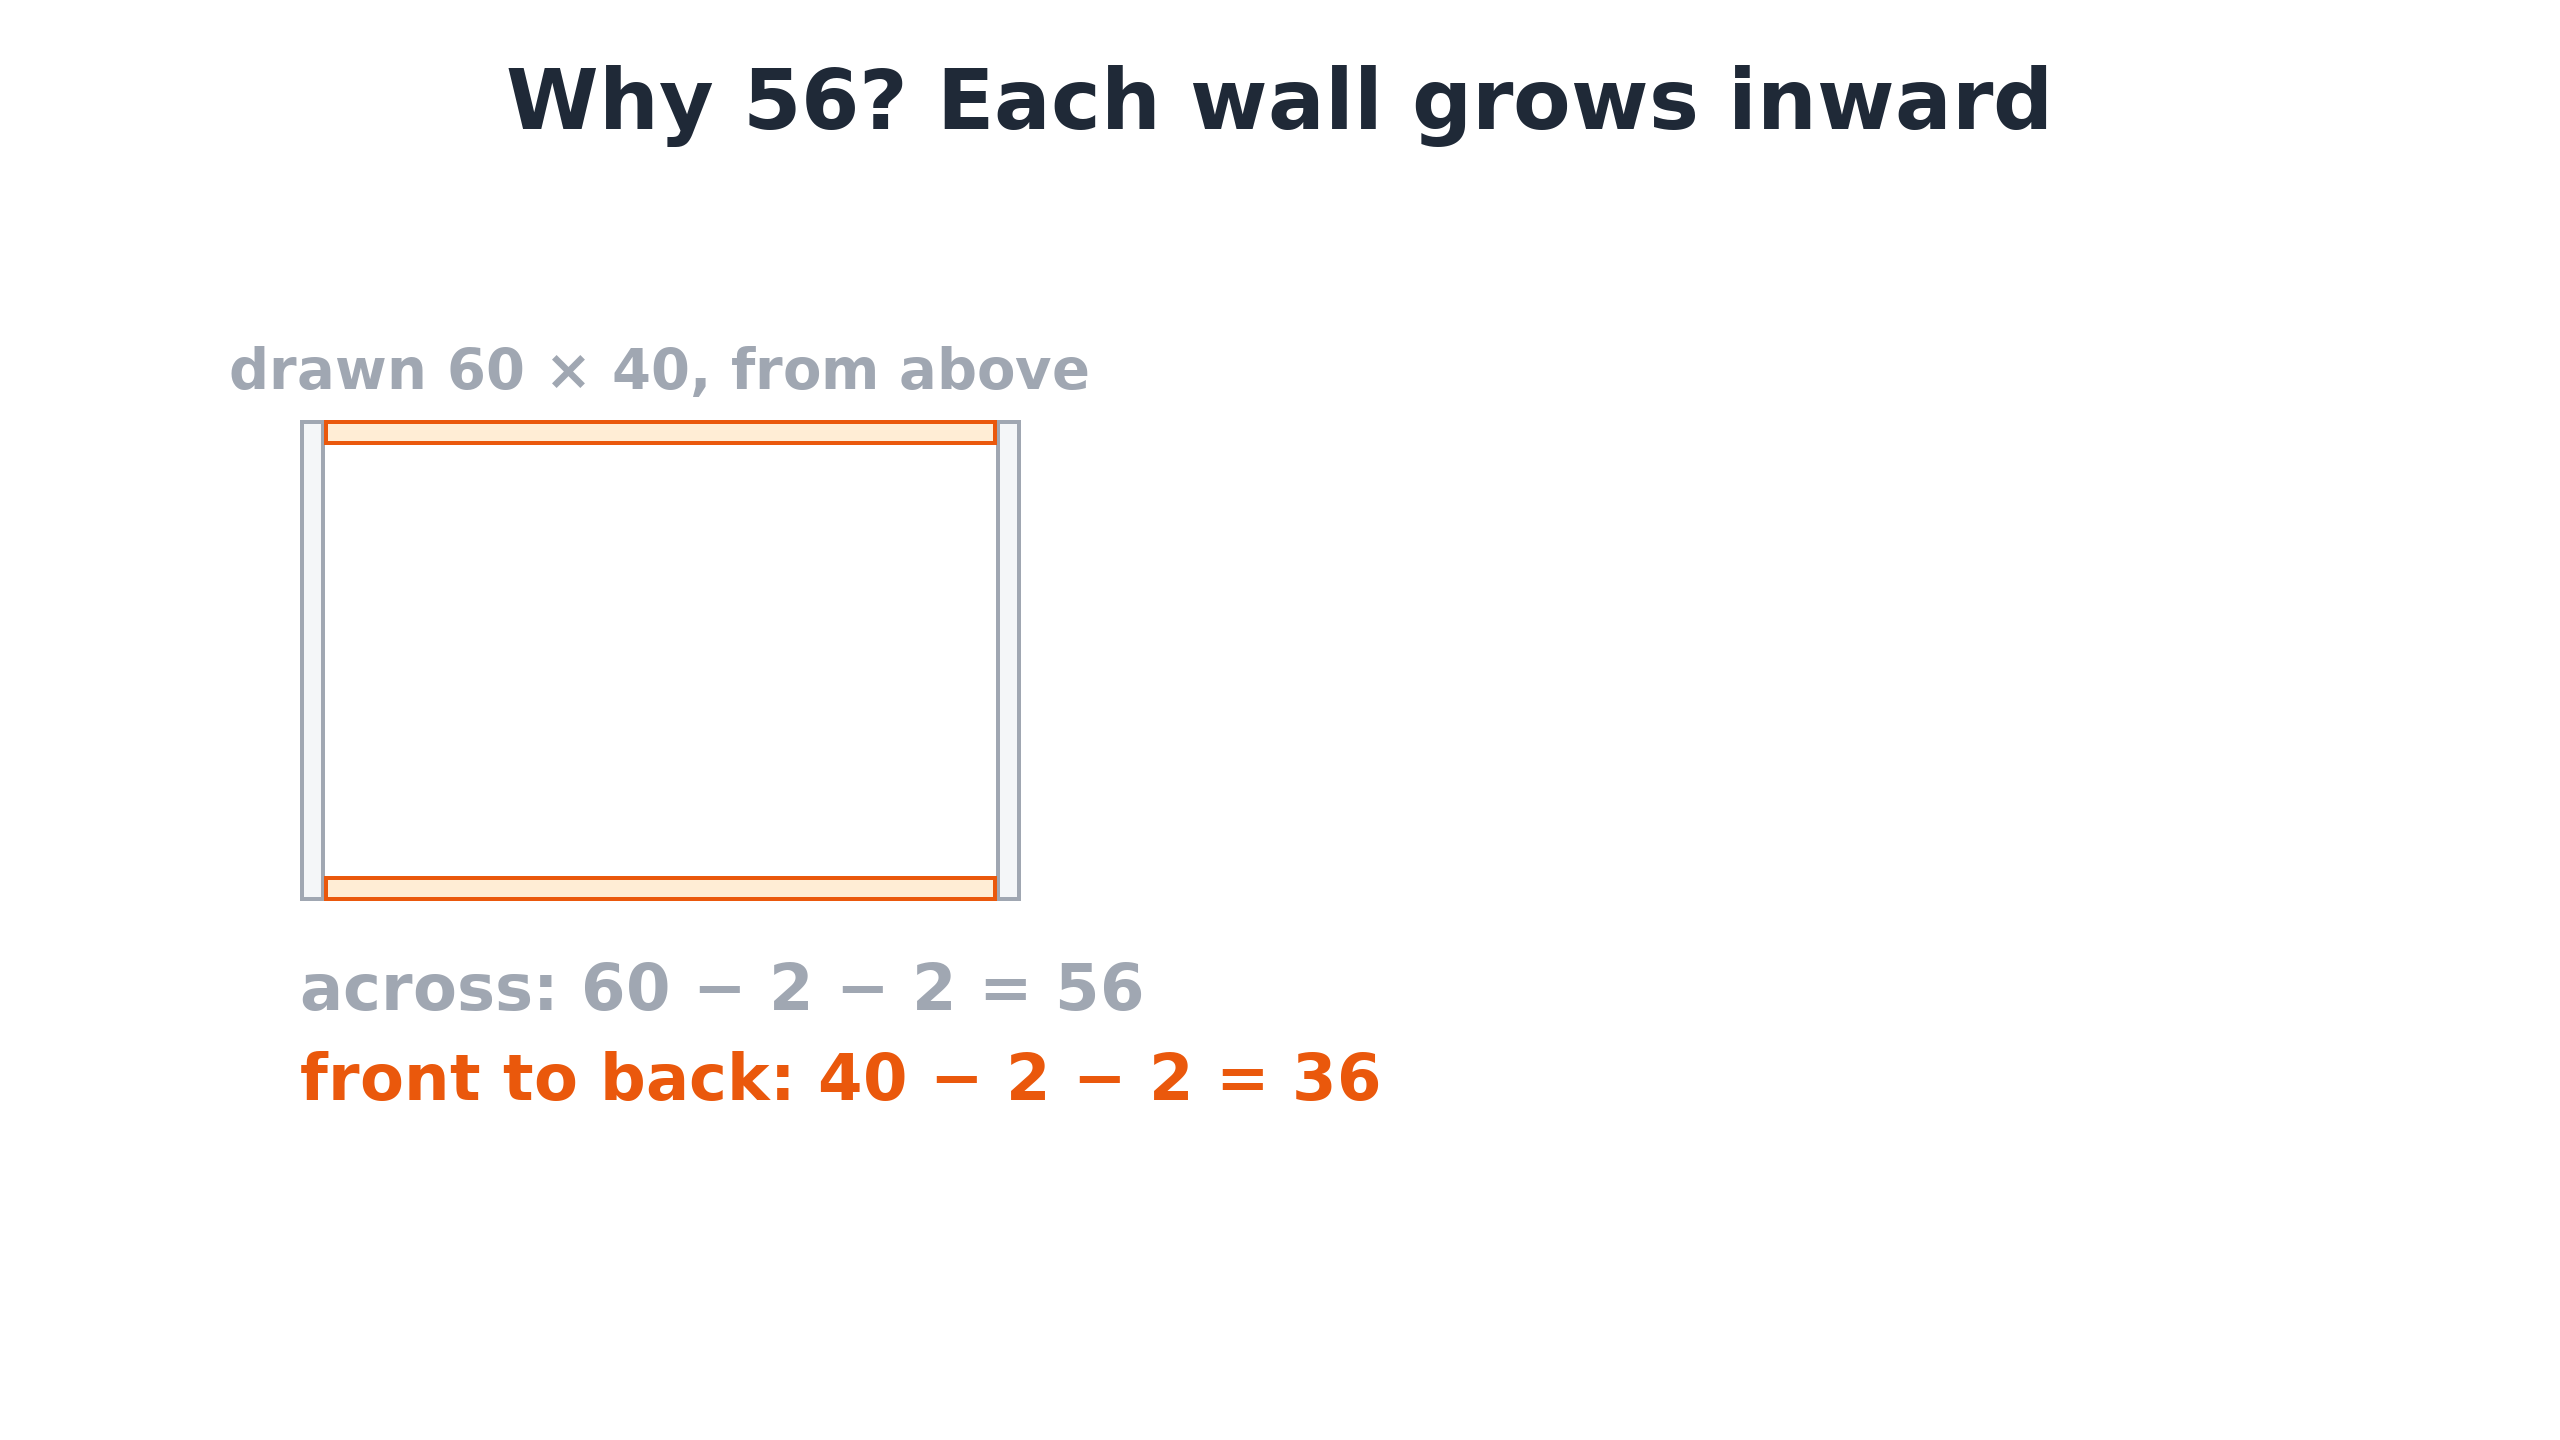 Why 56? Each wall grows inward
drawn 60 × 40, from above
across: 60 − 2 − 2 = 56
front to back: 40 − 2 − 2 = 36